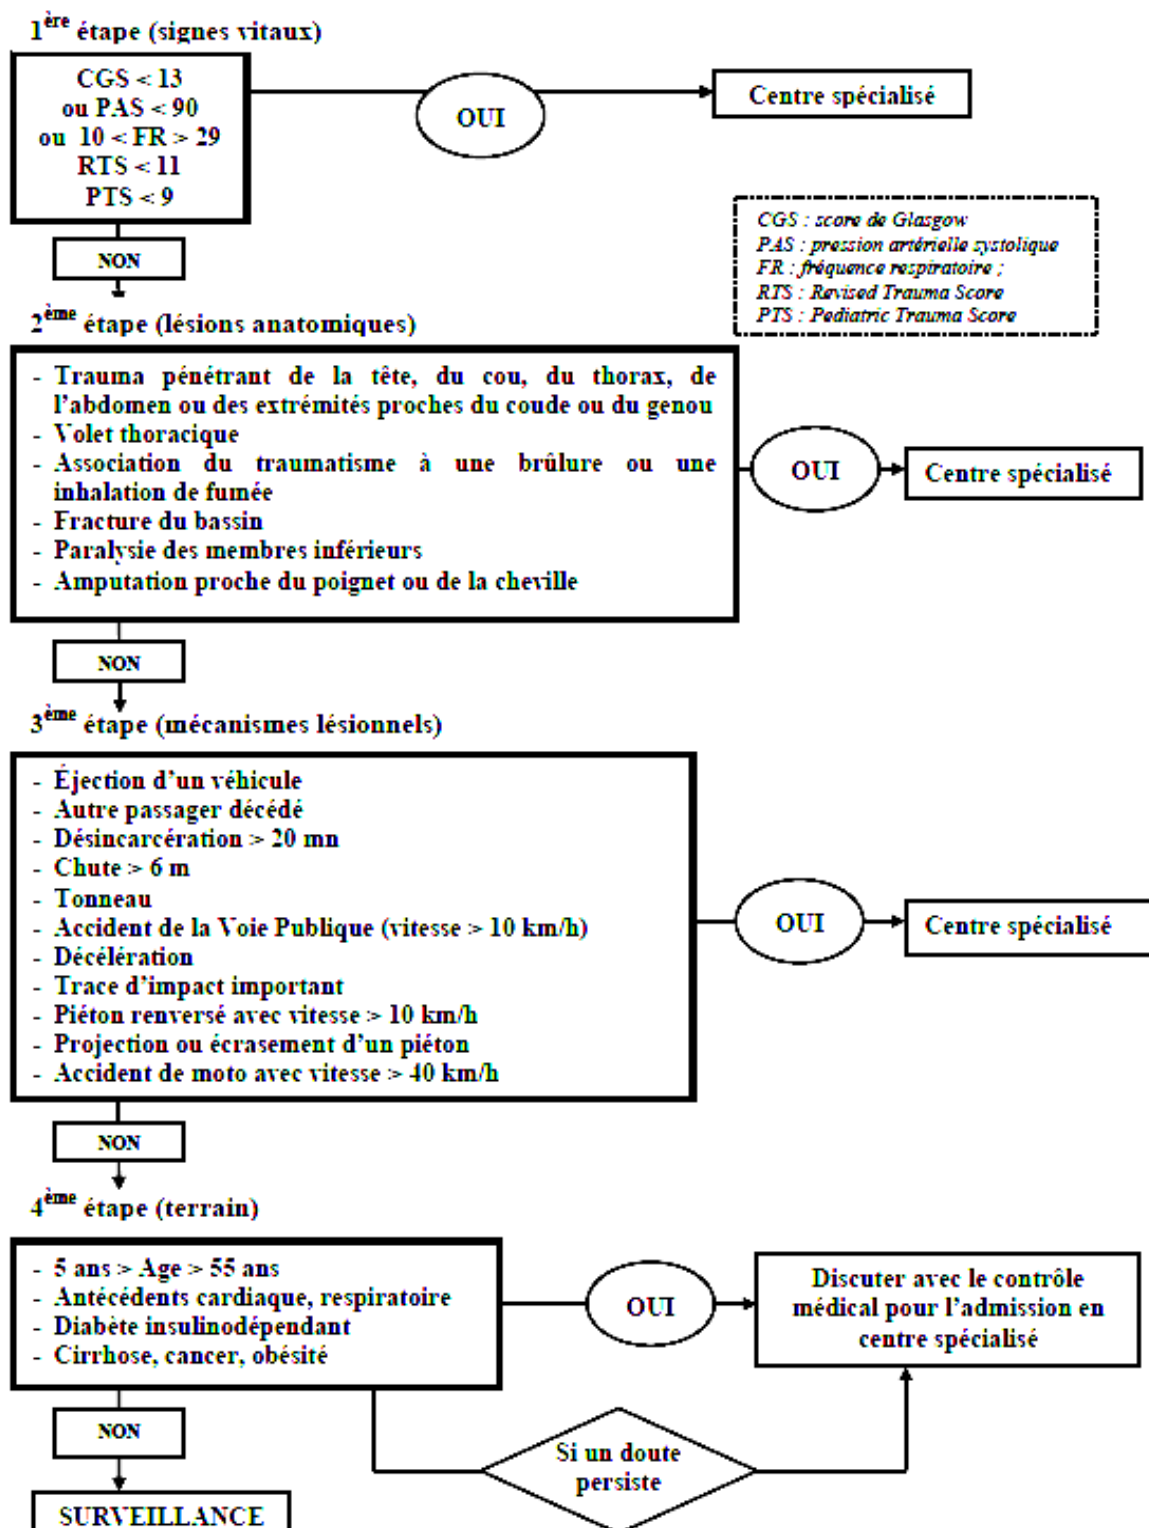 1ère étape (signes vitaux)
CGS < 13
ou PAS < 90
ou 10 < FR > 29
RTS < 11
PTS < 9
OUI
Centre spécialisé
CGS : score de Glasgow
PAS : pression artérielle systolique
FR : fréquence respiratoire ;
RTS : Revised Trauma Score
PTS : Pediatric Trauma Score
NON
2ème étape (lésions anatomiques)
- Trauma pénétrant de la tête, du cou, du thorax, de
l'abdomen ou des extrémités proches du coude ou du genou
- Volet thoracique
- Association du traumatisme à une brûlure ou une
inhalation de fumée
- Fracture du bassin
- Paralysie des membres inférieurs
- Amputation proche du poignet ou de la cheville
OUI
Centre spécialisé
NON
3ème étape (mécanismes lésionnels)
- Éjection d'un véhicule
- Autre passager décédé
- Désincarcération > 20 mn
- Chute > 6 m
- Tonneau
- Accident de la Voie Publique (vitesse > 10 km/h)
- Décélération
- Trace d'impact important
- Piéton renversé avec vitesse > 10 km/h
- Projection ou écrasement d'un piéton
- Accident de moto avec vitesse > 40 km/h
OUI
Centre spécialisé
NON
4ème étape (terrain)
- 5 ans > Age > 55 ans
- Antécédents cardiaque, respiratoire
- Diabète insulinodépendant
- Cirrhose, cancer, obésité
OUI
Discuter avec le contrôle
médical pour l'admission en
centre spécialisé
NON
Si un doute
persiste
SURVEILLANCE